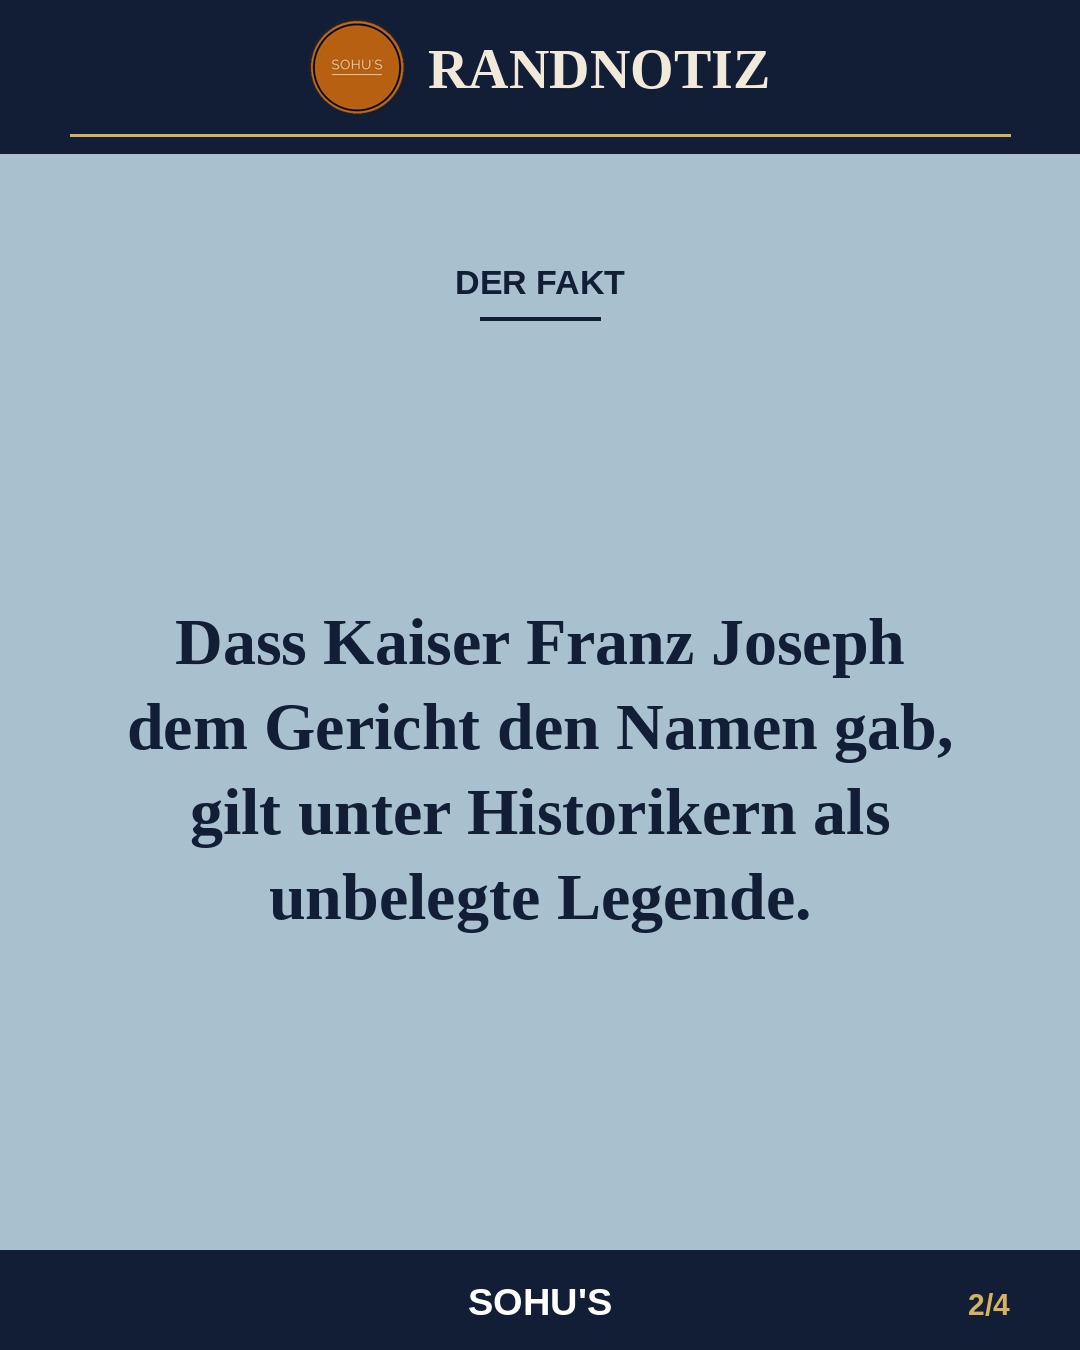 SOHU'S
RANDNOTIZ
DER FAKT
Dass Kaiser Franz Joseph
dem Gericht den Namen gab,
gilt unter Historikern als
unbelegte Legende.
SOHU'S
2/4